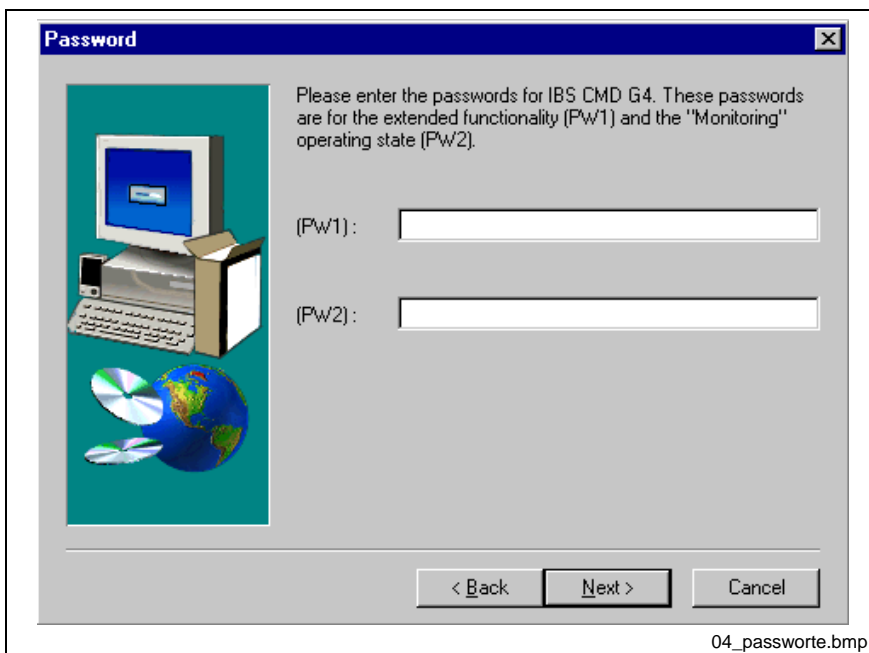 Password
Please enter the passwords for IBS CMD G4. These passwords
are for the extended functionality (PW1) and the "Monitoring"
operating state (PW2).
(PW1) :
(PW2) :
< Back
Next >
Cancel
04_passworte.bmp